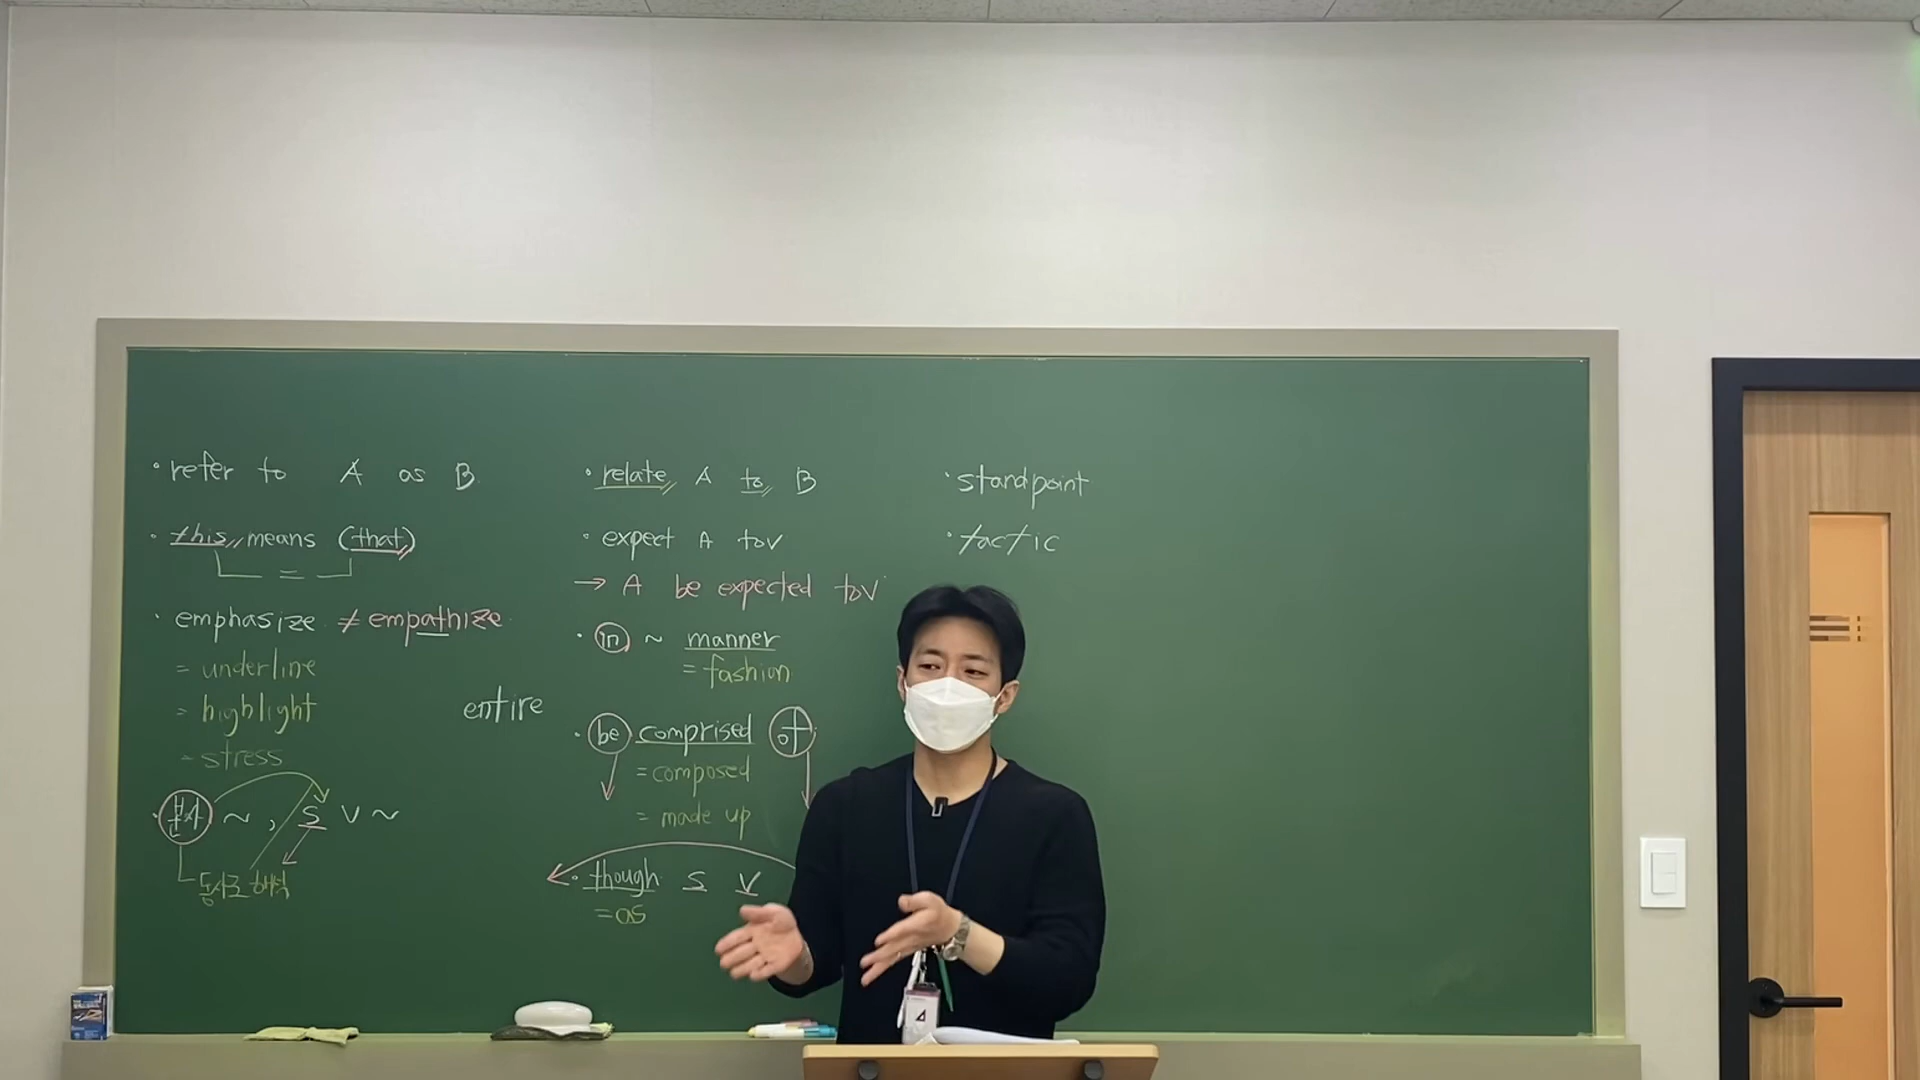 · refer to A as B
· this means (that)
=
· emphasize ≠ empathize
= underline
= highlight
= stress
· 분사 ~, S V ~
동사로 해석
entire
· relate A to B
· expect A to V
→ A be expected to V
· in ~ manner
= fashion
· be comprised of
= composed
= made up
· though S V
= as
· standpoint
· tactic